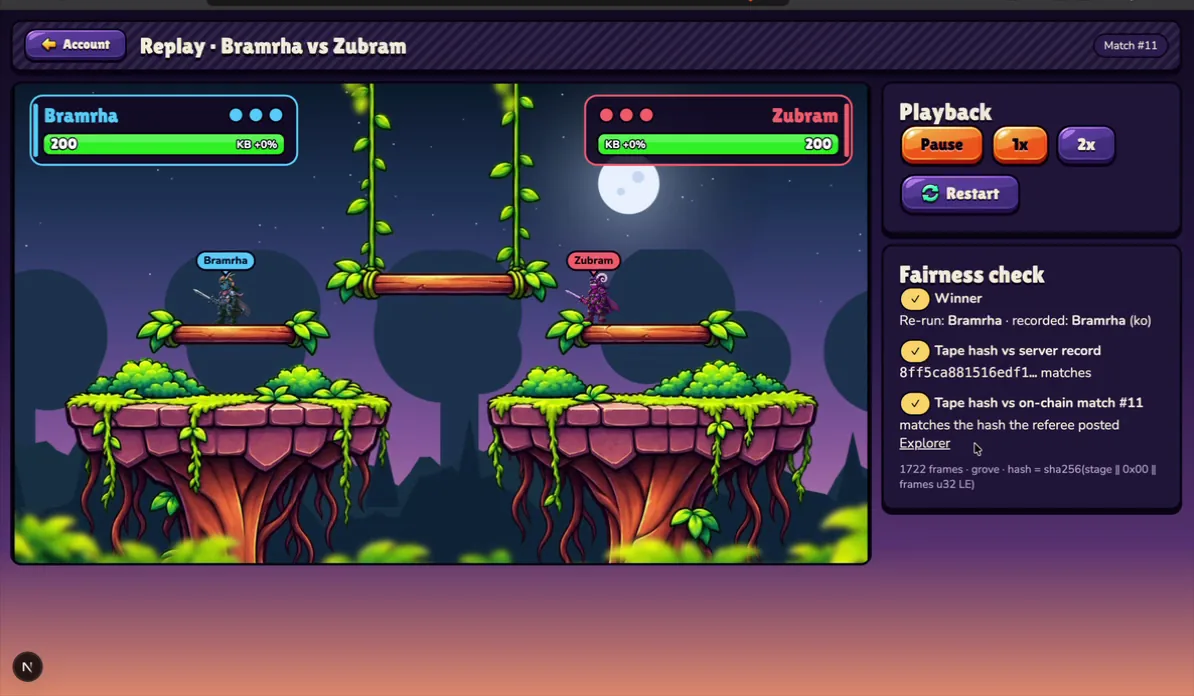 Account
Replay · Bramrha vs Zubram
Match #11
Bramrha
200
KB +0%
Zubram
KB +0%
200
Bramrha
Zubram
Playback
Pause
1x
2x
Restart
Fairness check
Winner
Re-run: Bramrha · recorded: Bramrha (ko)
Tape hash vs server record
8ff5ca881516edf1… matches
Tape hash vs on-chain match #11
matches the hash the referee posted
Explorer
1722 frames · grove · hash = sha256(stage || 0x00 ||
frames u32 LE)
N